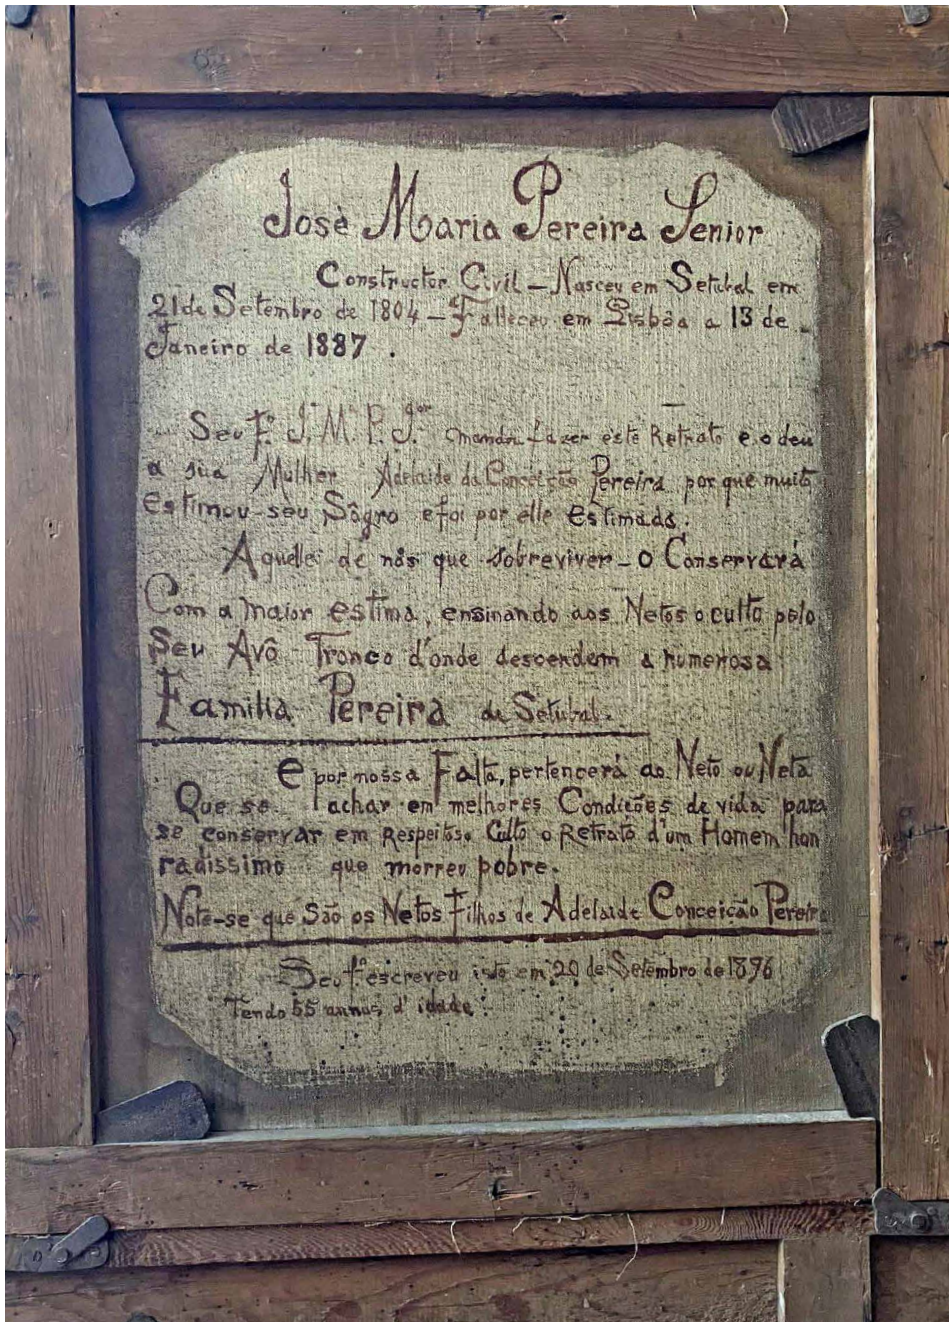 Josè Maria Pereira Senior
Constructor Civil – Nasceu em Setubal em
21 de Setembro de 1804 – Falleceu em Lisbôa a 13 de
Janeiro de 1887.
Seu Fº. J. M. P. Jor mandou fazer este Retrato e o deu
a sua Mulher Adelaide da Conceição Pereira porque muito
estimou seu Sôgro e foi por elle estimada.
Aquelle de nós que sobreviver – o Conservará
Com a maior estima, ensinando aos Netos o culto pelo
Seu Avô Tronco d'onde descendem a numerosa
Familia Pereira de Setubal.
E por nossa Falta, pertencerá ao Neto ou Neta
Que se achar em melhores Condições de vida para
se conservar em Respeitoso Culto o Retrato d'um Homem hon
radissimo que morreu pobre.
Note-se que São os Netos Filhos de Adelaide Conceição Pereira
Seu fº escreveu isto em 20 de Setembro de 1896
Tendo 55 annos d'idade.